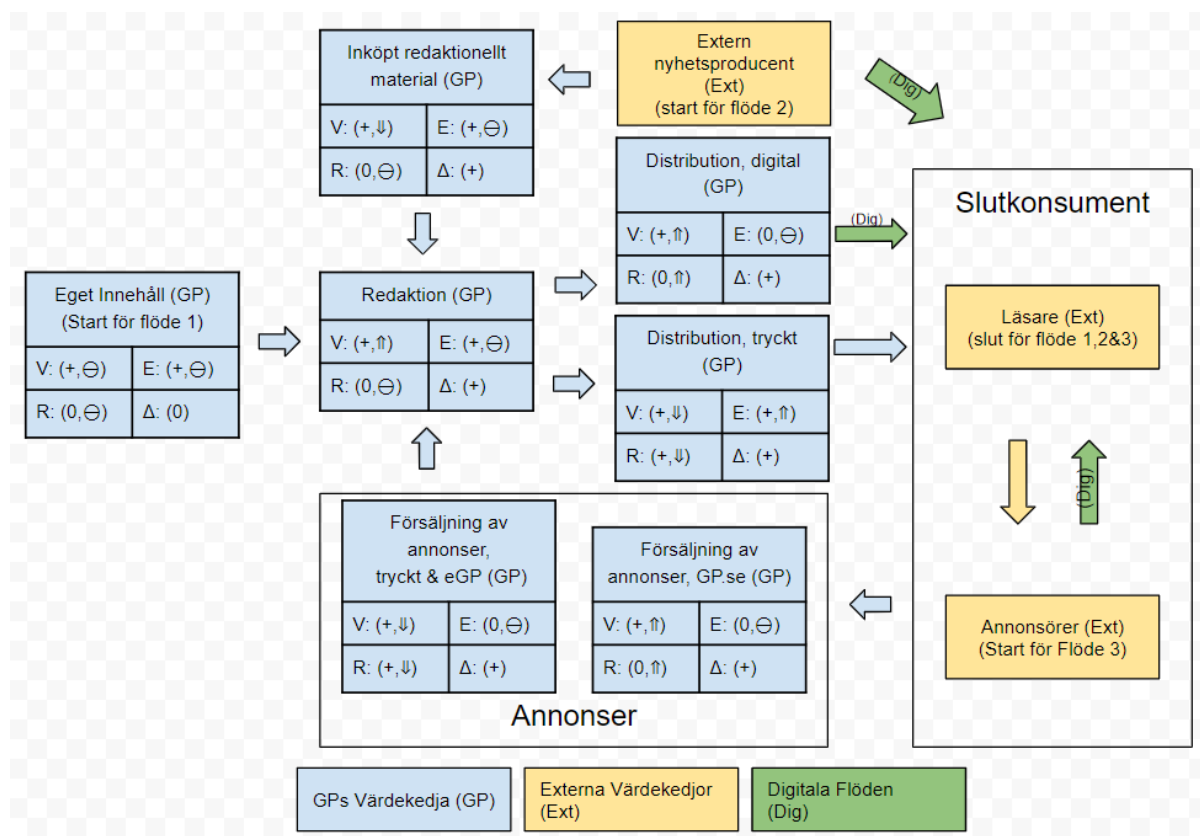 Inköpt redaktionellt
material (GP)
V: (+,⇓)
E: (+,⊖)
R: (0,⊖)
Δ: (+)
Extern
nyhetsproducent
(Ext)
(start för flöde 2)
(Dig)
Distribution, digital
(GP)
V: (+,⇑)
E: (0,⊖)
R: (0,⇑)
Δ: (+)
(Dig)
Eget Innehåll (GP)
(Start för flöde 1)
V: (+,⊖)
E: (+,⊖)
R: (0,⊖)
Δ: (0)
Redaktion (GP)
V: (+,⇑)
E: (+,⊖)
R: (0,⊖)
Δ: (+)
Distribution, tryckt
(GP)
V: (+,⇓)
E: (+,⇑)
R: (+,⇓)
Δ: (+)
Slutkonsument
Läsare (Ext)
(slut för flöde 1,2&3)
(Dig)
Annonsörer (Ext)
(Start för Flöde 3)
Försäljning av
annonser,
tryckt & eGP (GP)
V: (+,⇓)
E: (0,⊖)
R: (+,⇓)
Δ: (+)
Försäljning av
annonser, GP.se (GP)
V: (+,⇑)
E: (0,⊖)
R: (0,⇑)
Δ: (+)
Annonser
GPs Värdekedja (GP)
Externa Värdekedjor
(Ext)
Digitala Flöden
(Dig)